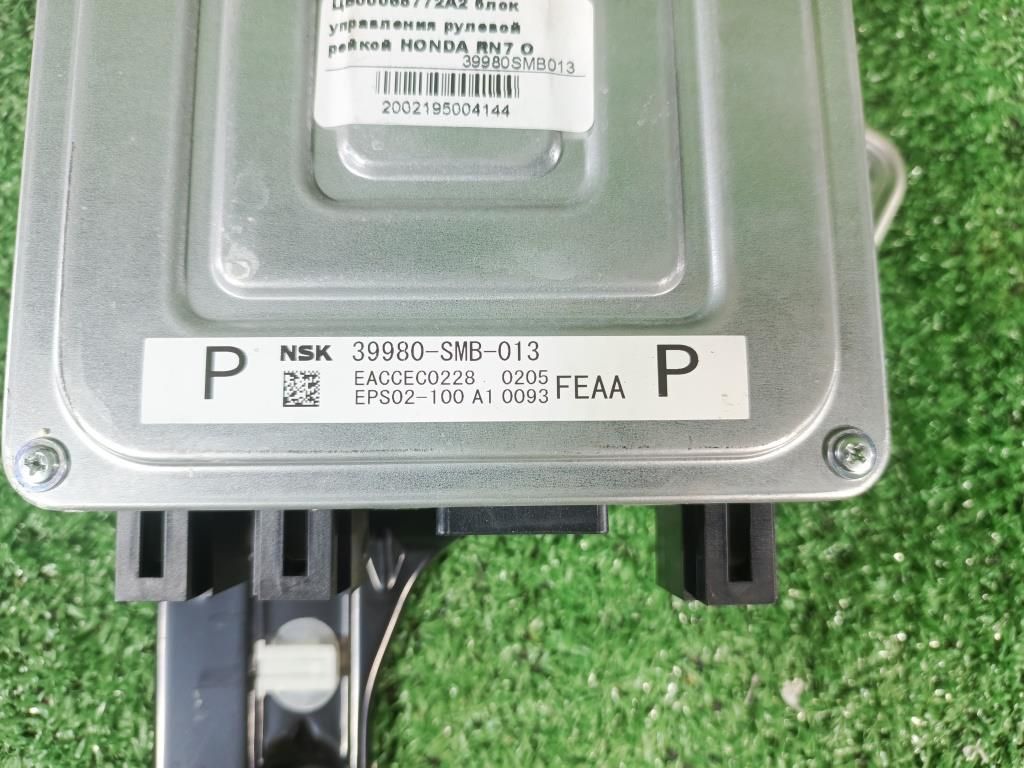 ЦБ00068772А2 блок
управления рулевой
рейкой HONDA RN7 О
39980SMB013
2002195004144
P NSK 39980-SMB-013
EACCEC0228 . 0205
EPS02-100 A1 0093 FEAA P